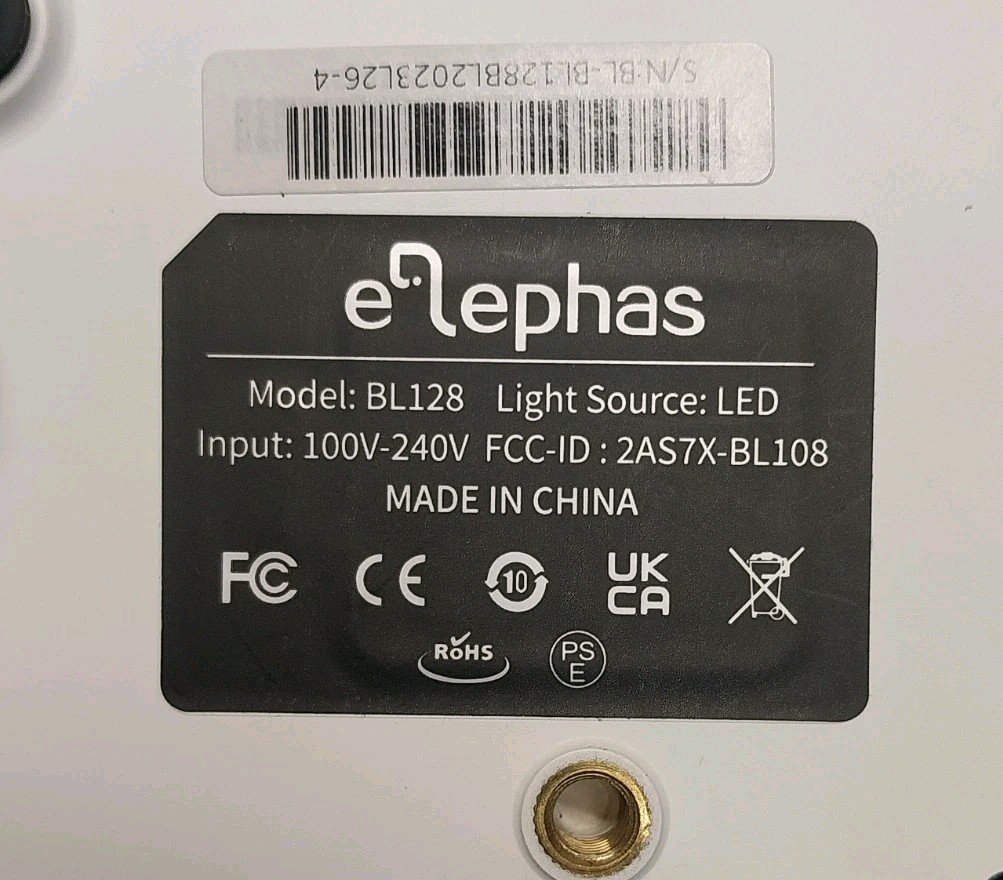 S/N:BL-BL128BL2023L26-4
elephas
Model: BL128 Light Source: LED
Input: 100V-240V FCC-ID : 2AS7X-BL108
MADE IN CHINA
FC CE 10 UK CA
RoHS PS E